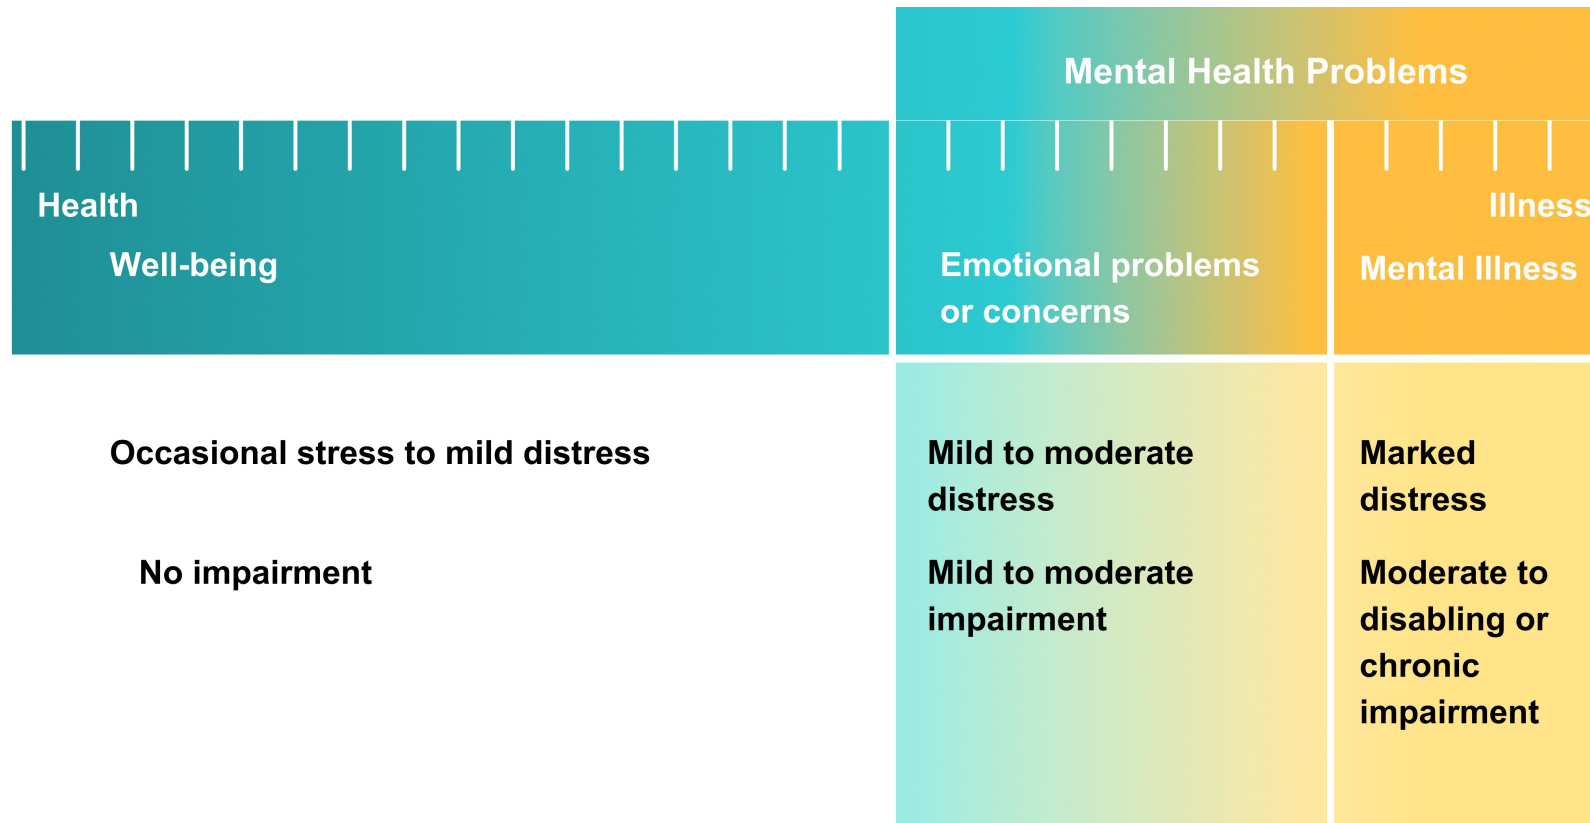 Mental Health Problems
Health
Illness
Well-being
Emotional problems
or concerns
Mental Illness
Occasional stress to mild distress
Mild to moderate
distress
Marked
distress
No impairment
Mild to moderate
impairment
Moderate to
disabling or
chronic
impairment